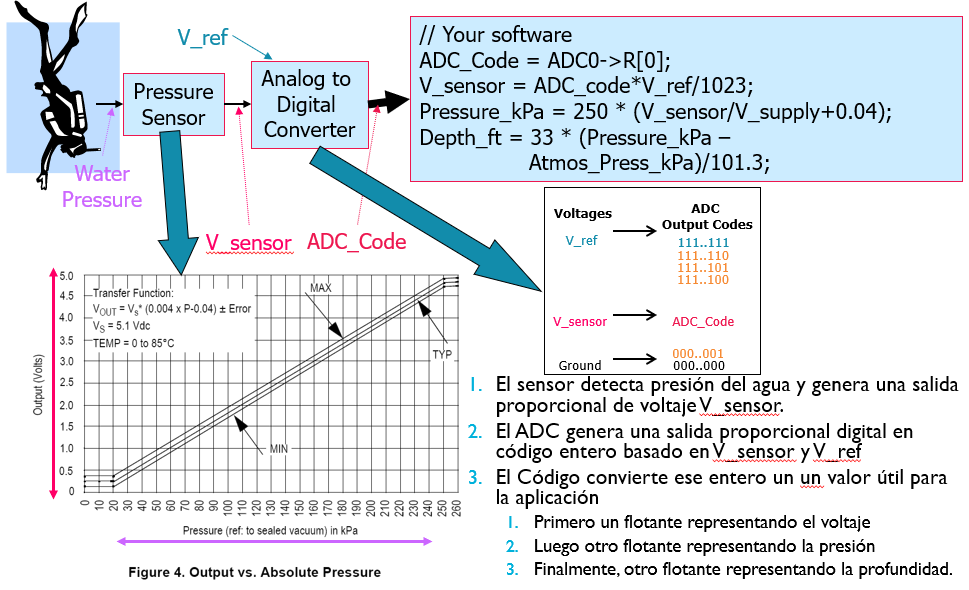 V_ref
Pressure
Sensor
Analog to
Digital
Converter
Water
Pressure
V_sensor
ADC_Code
// Your software
ADC_Code = ADC0->R[0];
V_sensor = ADC_code*V_ref/1023;
Pressure_kPa = 250 * (V_sensor/V_supply+0.04);
Depth_ft = 33 * (Pressure_kPa –
Atmos_Press_kPa)/101.3;
Voltages
ADC
Output Codes
V_ref
111..111
111..110
111..101
111..100
V_sensor
ADC_Code
000..001
Ground
000..000
Output (Volts)
5.0
4.5
4.0
3.5
3.0
2.5
2.0
1.5
1.0
0.5
0
Transfer Function:
VOUT = Vs* (0.004 x P-0.04) ± Error
VS = 5.1 Vdc
TEMP = 0 to 85°C
MAX
TYP
MIN
0 10 20 30 40 50 60 70 80 90 100 110 120 130 140 150 160 170 180 190 200 210 220 230 240 250 260
Pressure (ref: to sealed vacuum) in kPa
Figure 4. Output vs. Absolute Pressure
1. El sensor detecta presión del agua y genera una salida
proporcional de voltaje V_sensor.
2. El ADC genera una salida proporcional digital en
código entero basado en V_sensor y V_ref
3. El Código convierte ese entero un un valor útil para
la aplicación
1. Primero un flotante representando el voltaje
2. Luego otro flotante representando la presión
3. Finalmente, otro flotante representando la profundidad.